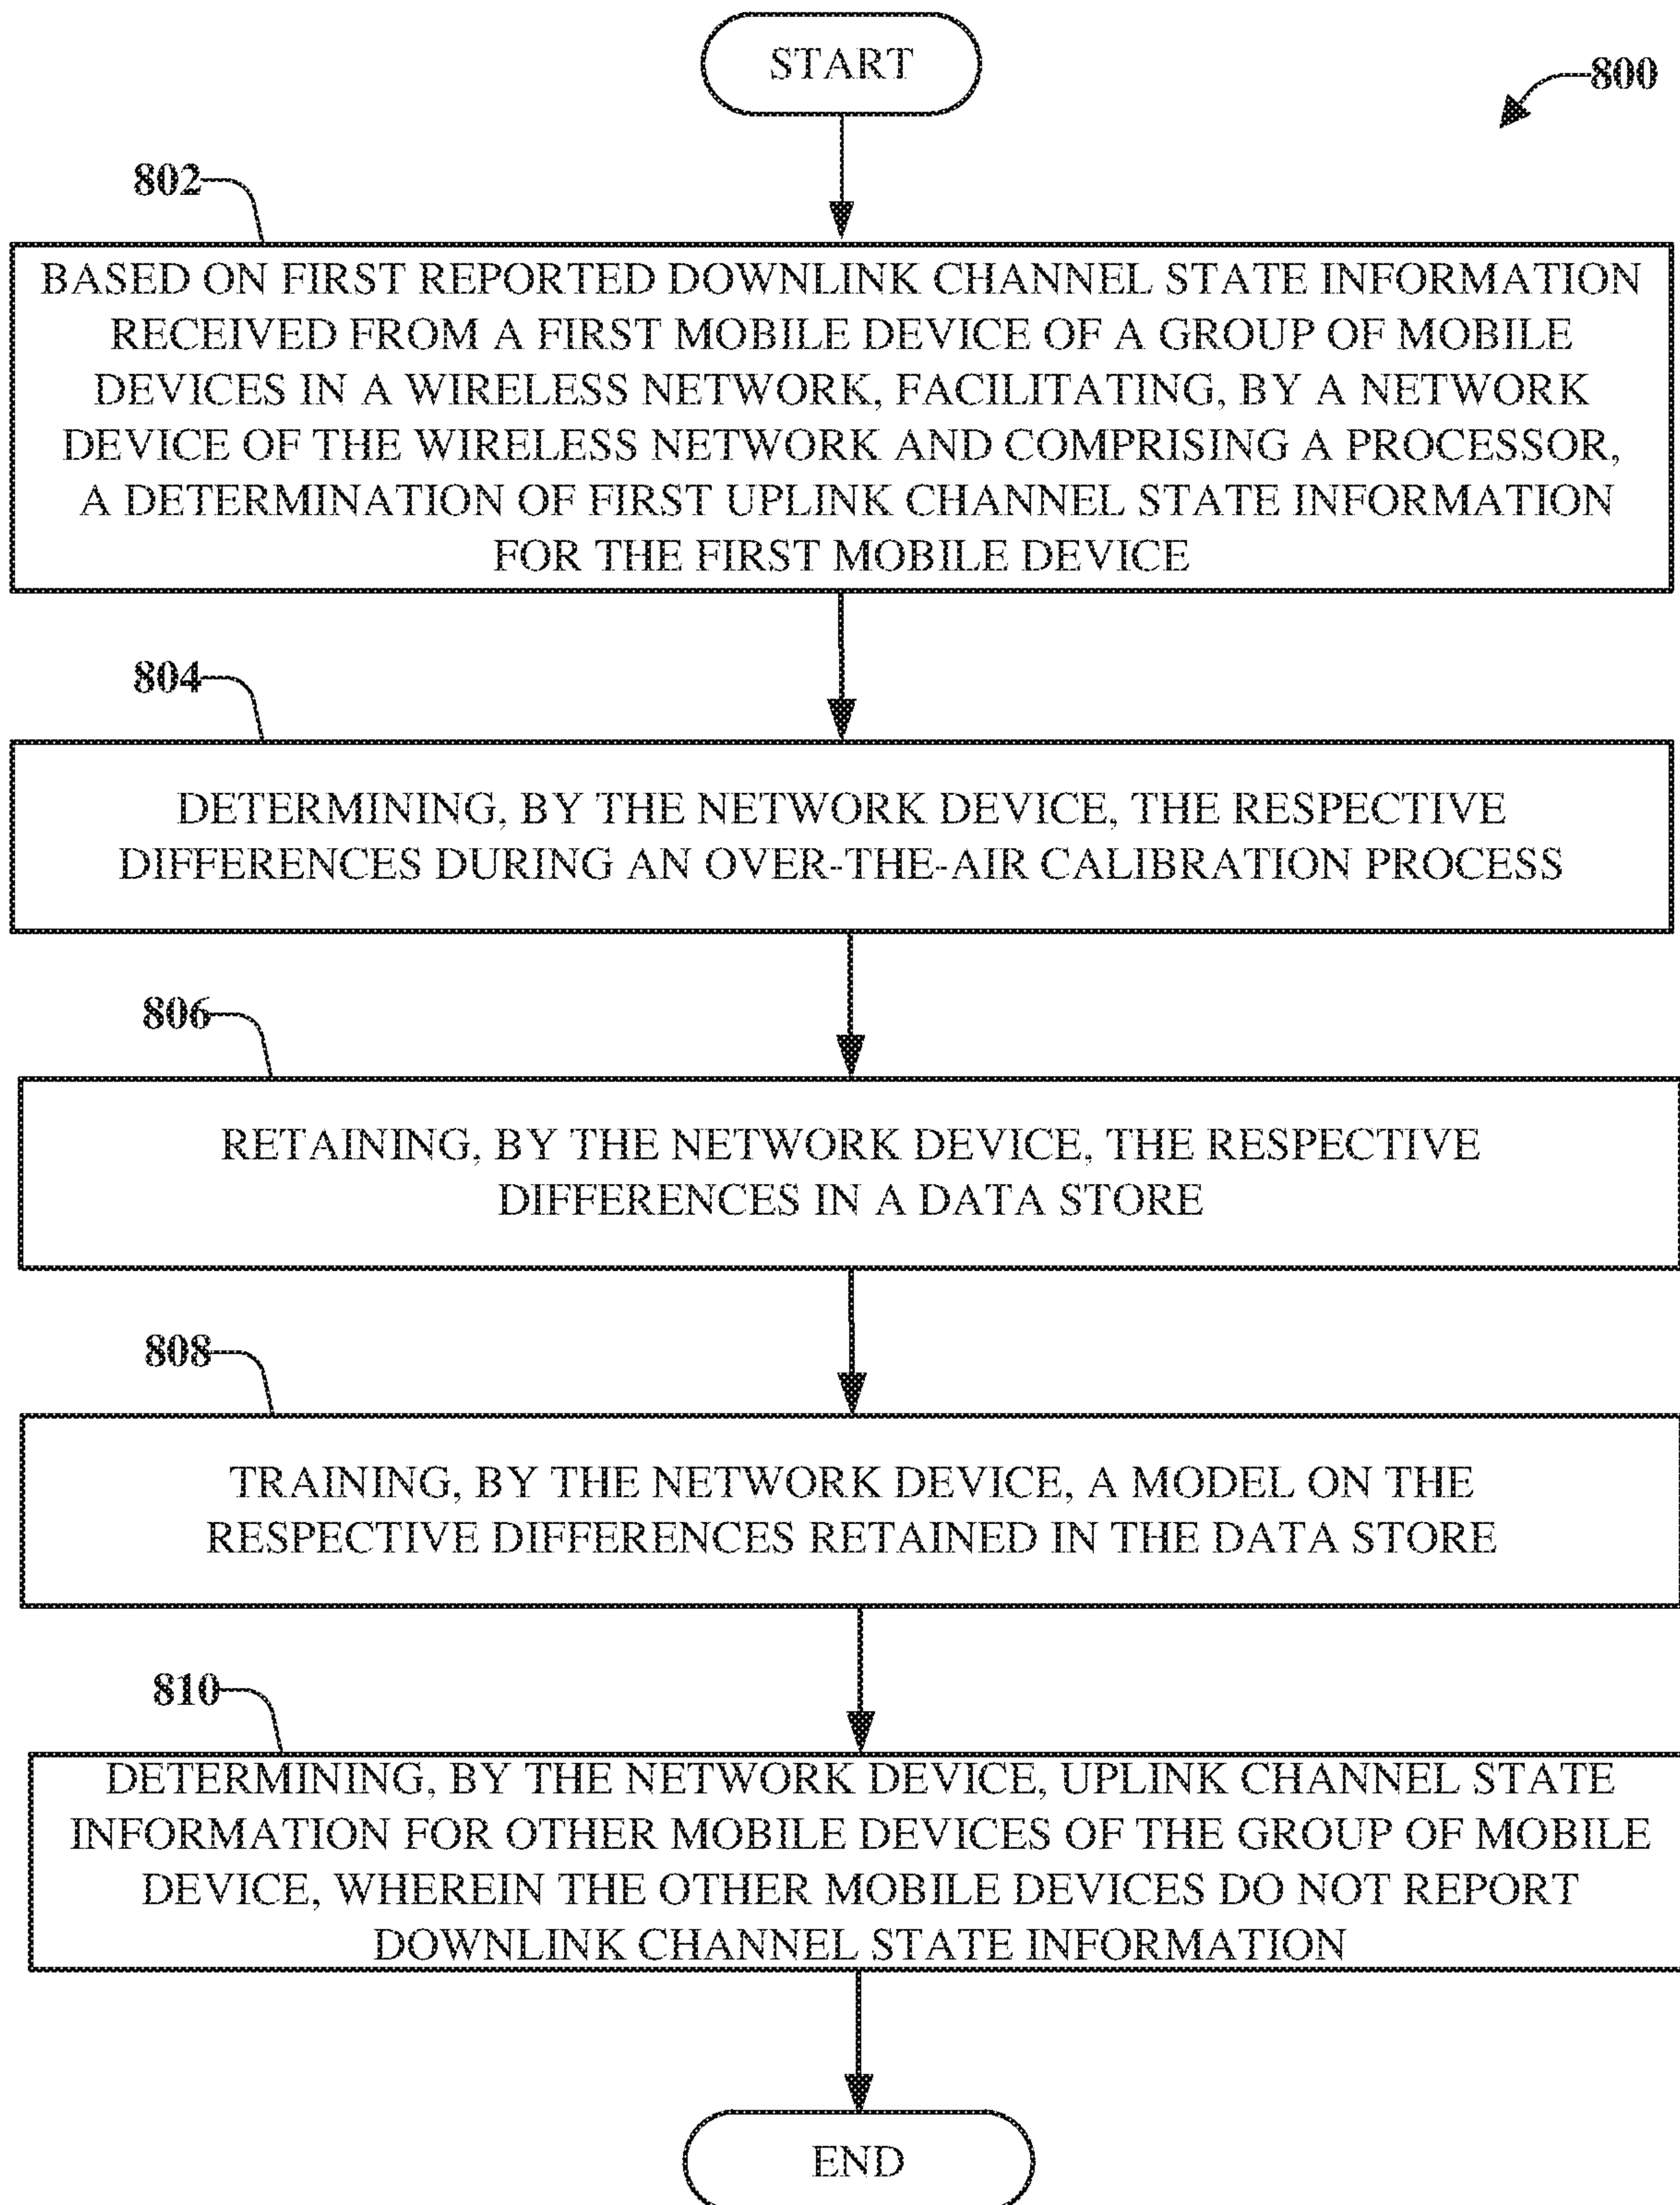 START
800
802
BASED ON FIRST REPORTED DOWNLINK CHANNEL STATE INFORMATION
RECEIVED FROM A FIRST MOBILE DEVICE OF A GROUP OF MOBILE
DEVICES IN A WIRELESS NETWORK, FACILITATING, BY A NETWORK
DEVICE OF THE WIRELESS NETWORK AND COMPRISING A PROCESSOR,
A DETERMINATION OF FIRST UPLINK CHANNEL STATE INFORMATION
FOR THE FIRST MOBILE DEVICE
804
DETERMINING, BY THE NETWORK DEVICE, THE RESPECTIVE
DIFFERENCES DURING AN OVER-THE-AIR CALIBRATION PROCESS
806
RETAINING, BY THE NETWORK DEVICE, THE RESPECTIVE
DIFFERENCES IN A DATA STORE
808
TRAINING, BY THE NETWORK DEVICE, A MODEL ON THE
RESPECTIVE DIFFERENCES RETAINED IN THE DATA STORE
810
DETERMINING, BY THE NETWORK DEVICE, UPLINK CHANNEL STATE
INFORMATION FOR OTHER MOBILE DEVICES OF THE GROUP OF MOBILE
DEVICE, WHEREIN THE OTHER MOBILE DEVICES DO NOT REPORT
DOWNLINK CHANNEL STATE INFORMATION
END